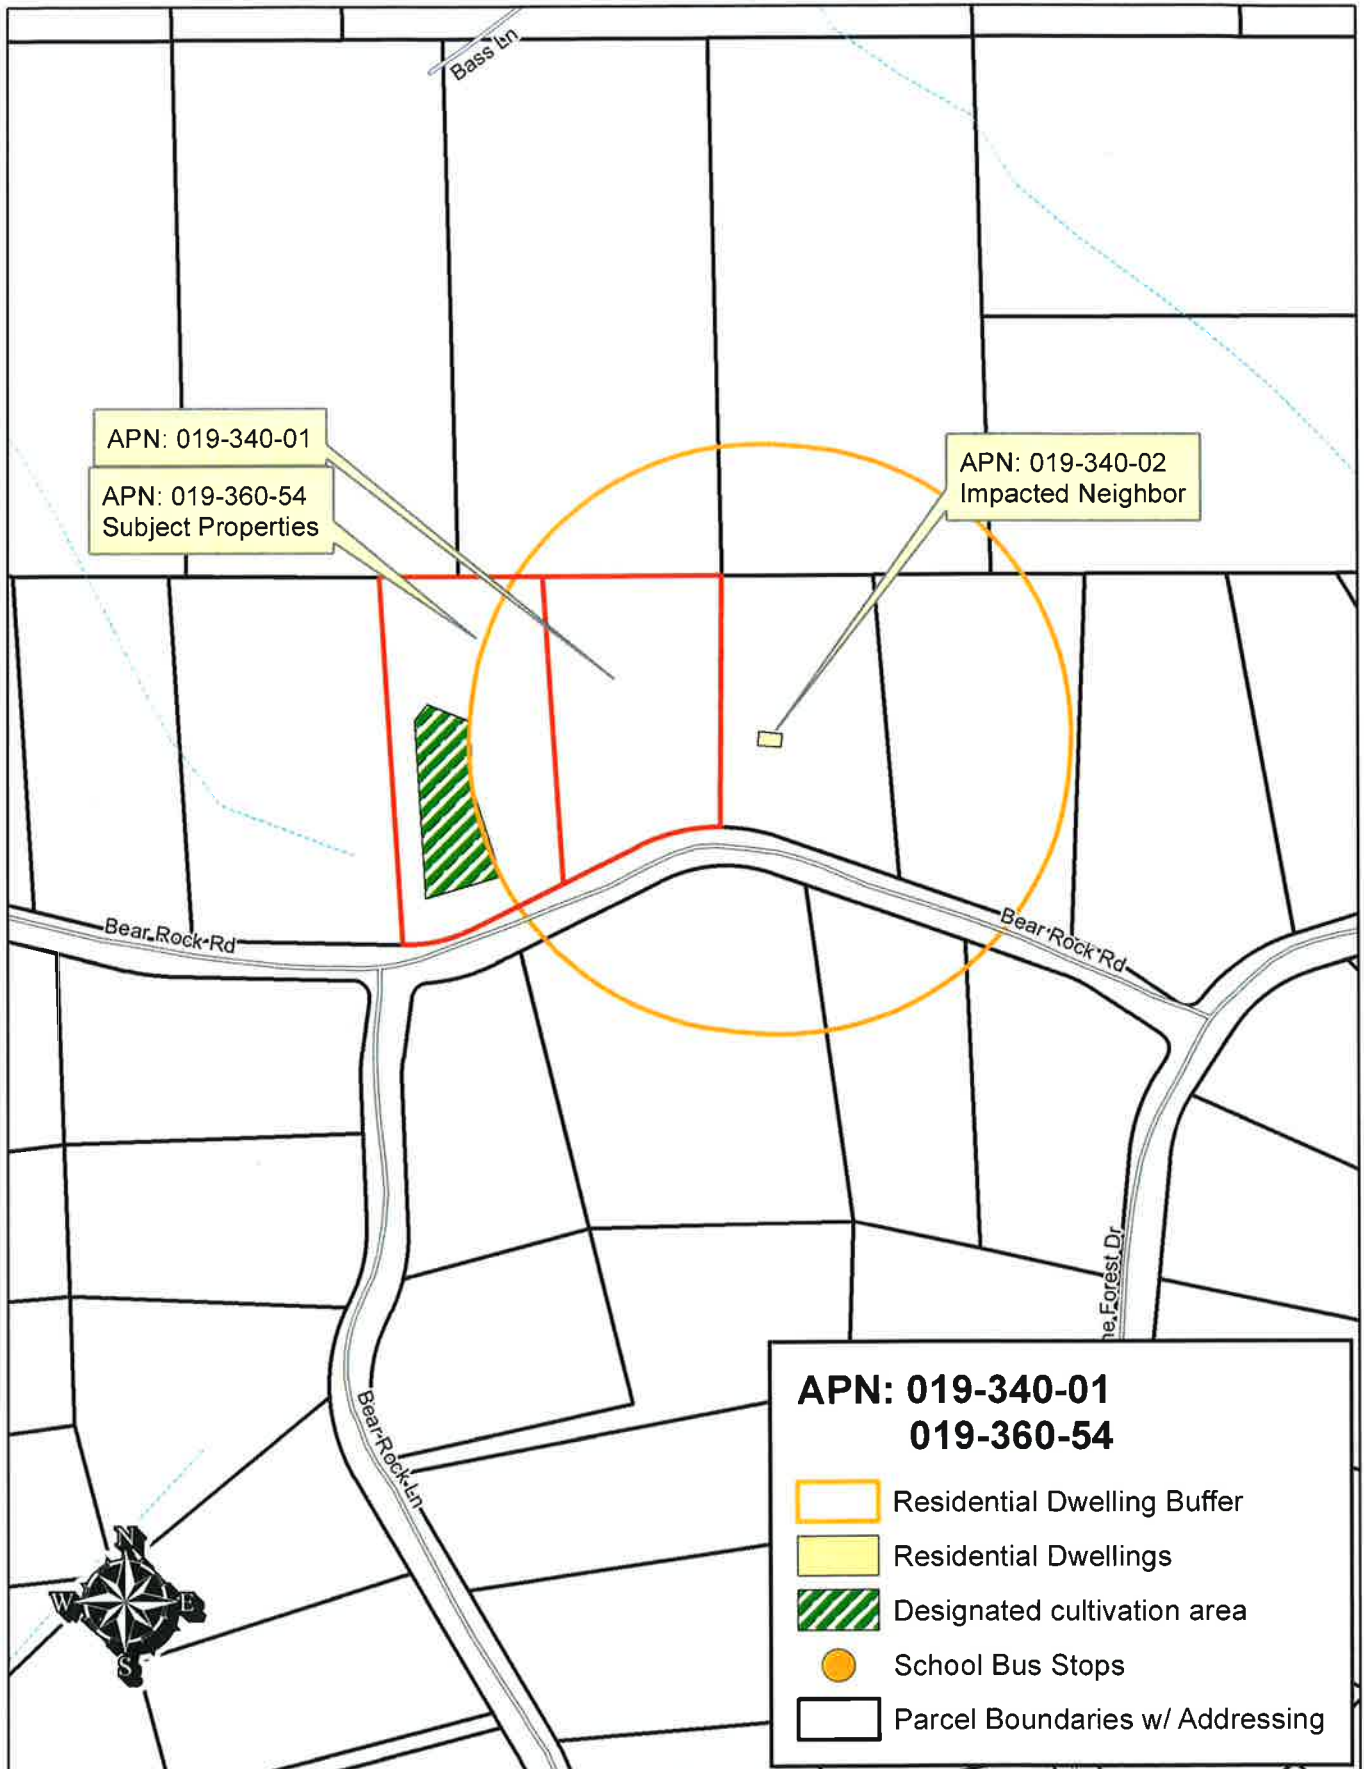 Bass Ln
APN: 019-340-01
APN: 019-360-54
Subject Properties
APN: 019-340-02
Impacted Neighbor
Bear Rock Rd
Bear Rock Rd
ne Forest Dr
Bear Rock Ln
N
W
E
S
APN: 019-340-01
019-360-54
Residential Dwelling Buffer
Residential Dwellings
Designated cultivation area
School Bus Stops
Parcel Boundaries w/ Addressing